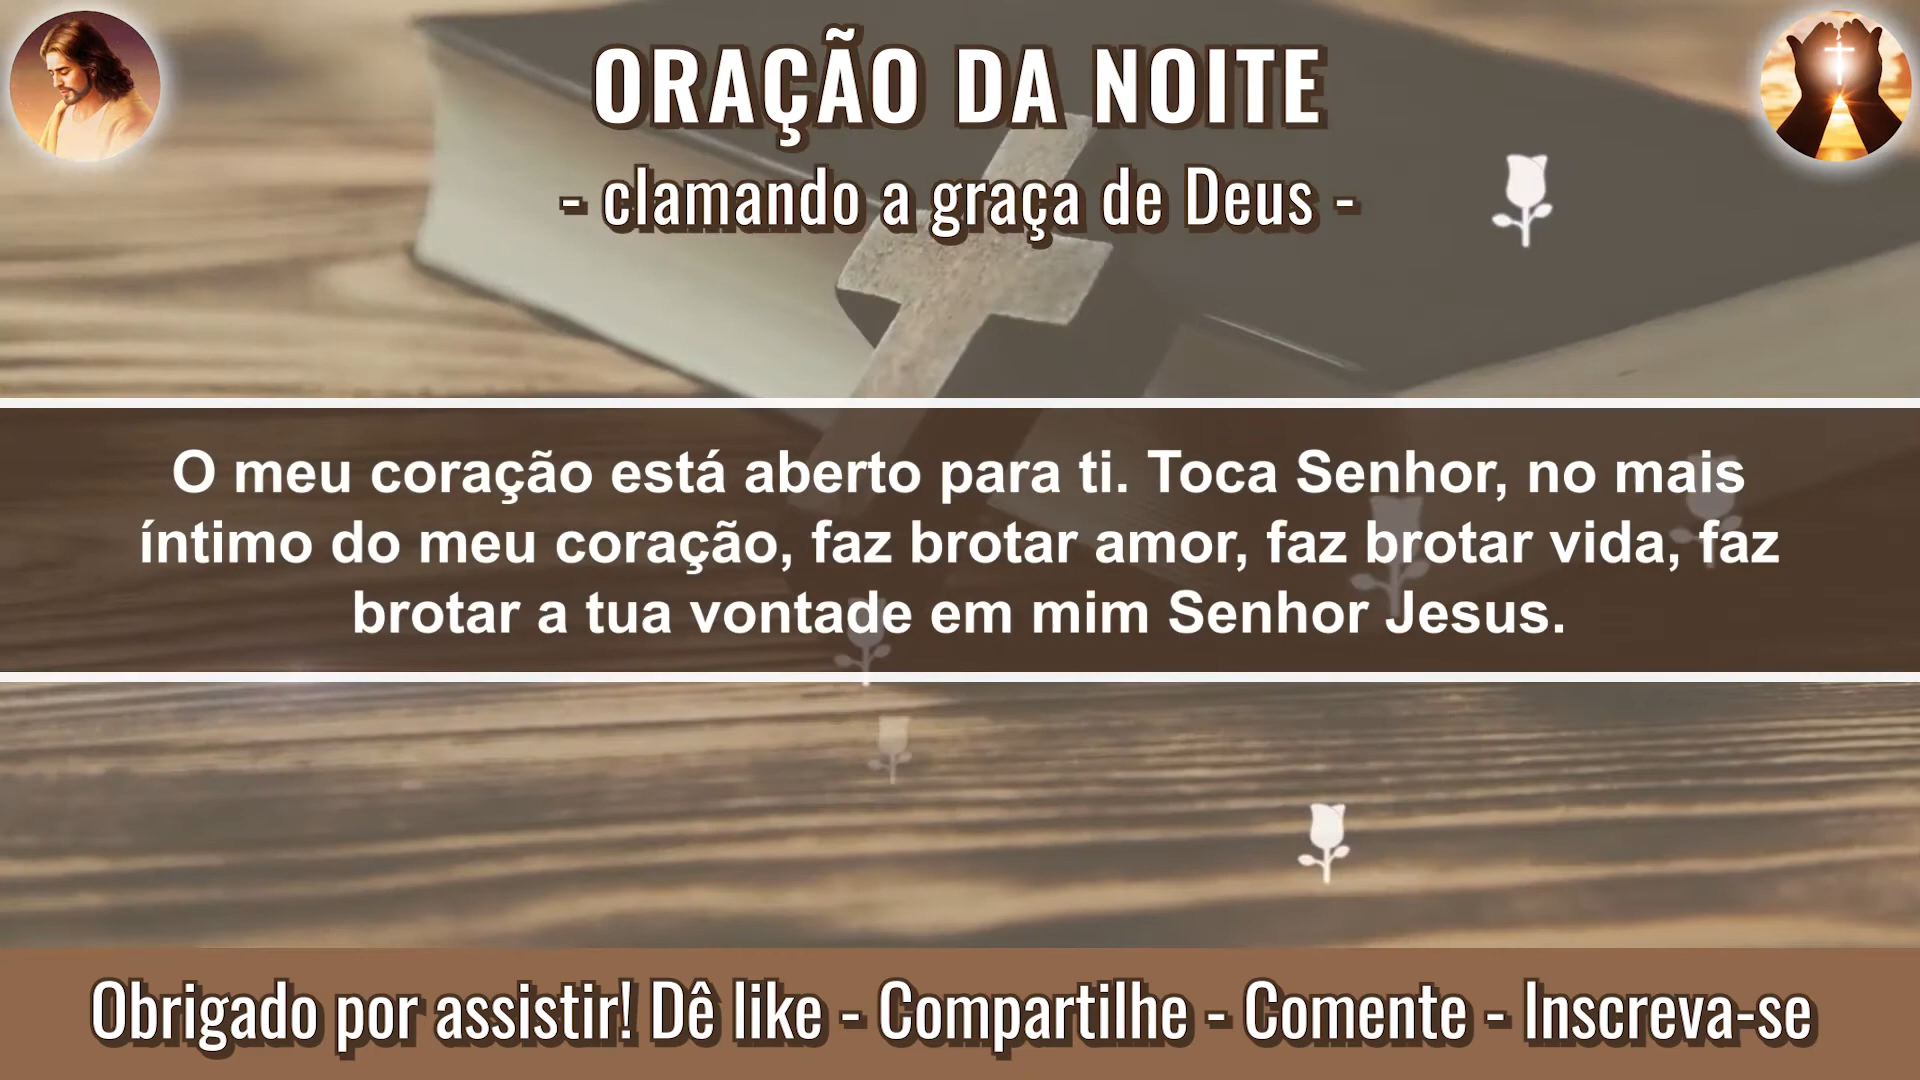 ORAÇÃO DA NOITE
- clamando a graça de Deus -
O meu coração está aberto para ti. Toca Senhor, no mais
íntimo do meu coração, faz brotar amor, faz brotar vida, faz
brotar a tua vontade em mim Senhor Jesus.
Obrigado por assistir! Dê like - Compartilhe - Comente - Inscreva-se